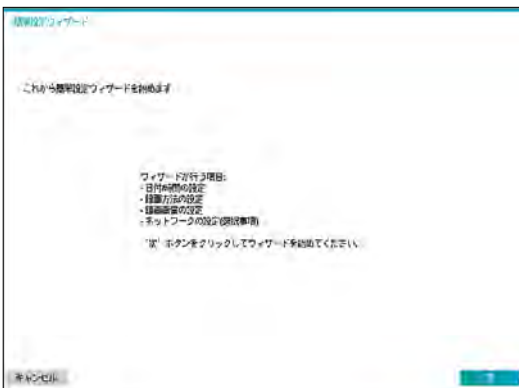 簡単設定ウィザード
これから簡単設定ウィザードを始めます
ウィザードが行う項目:
- 日付/時間の設定
- 録画方法の設定
- 録画画質の設定
- ネットワークの設定(選択事項)
'次' ボタンをクリックしてウィザードを始めてください.
キャンセル
次